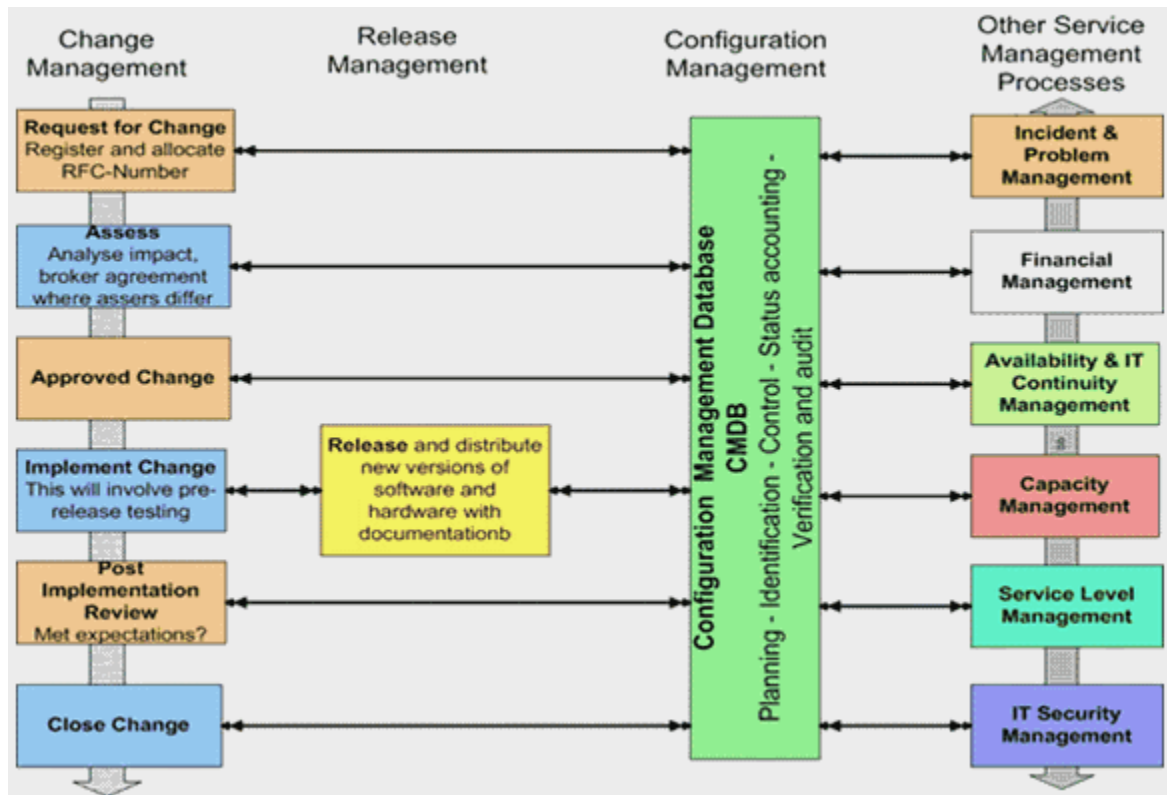 Change
Management
Release
Management
Configuration
Management
Other Service
Management
Processes
Request for Change
Register and allocate
RFC-Number
Assess
Analyse impact,
broker agreement
where assers differ
Approved Change
Implement Change
This will involve pre-
release testing
Post
Implementation
Review
Met expectations?
Close Change
Release and distribute
new versions of
software and
hardware with
documentationb
Configuration Management Database
CMDB
Planning - Identification - Control - Status accounting -
Verification and audit
Incident &
Problem
Management
Financial
Management
Availability & IT
Continuity
Management
Capacity
Management
Service Level
Management
IT Security
Management